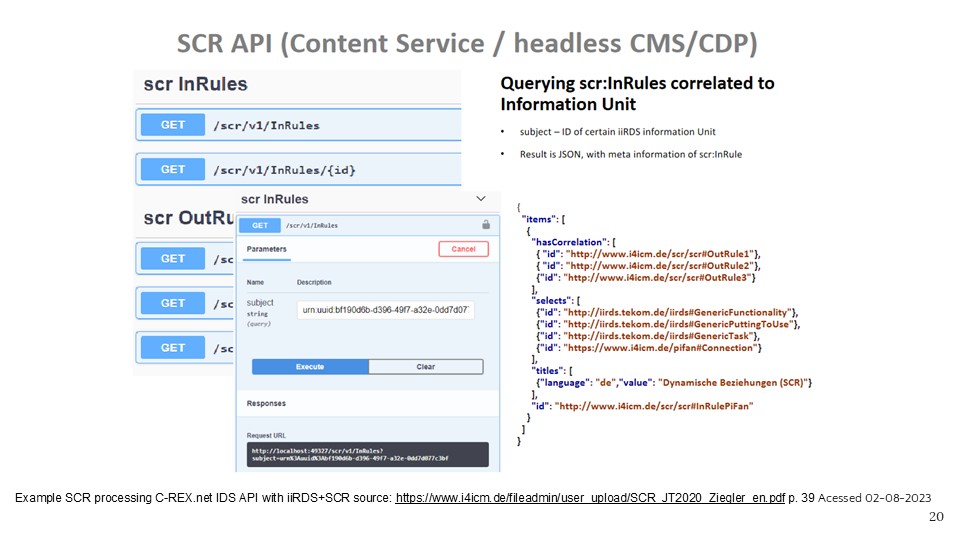 SCR API (Content Service / headless CMS/CDP)
scr InRules
GET /scr/v1/InRules
GET /scr/v1/InRules/{id}
scr OutRu
GET /sc
GET /sc
GET /sc
scr InRules
GET /scr/v1/InRules
Parameters
Cancel
Name Description
subject
string
(query)
urn:uuid:bf190d6b-d396-49f7-a32e-0dd7d07
Execute Clear
Responses
Request URL
http://localhost:49327/scr/v1/InRules?
subject=urn%3Auuid%3Abf190d6b-d396-49f7-a32e-0dd7d077c3bf
Querying scr:InRules correlated to
Information Unit
• subject – ID of certain iiRDS information Unit
• Result is JSON, with meta information of scr:InRule
{
"items": [
{
"hasCorrelation": [
{ "id": "http://www.i4icm.de/scr/scr#OutRule1"},
{ "id": "http://www.i4icm.de/scr/scr#OutRule2"},
{"id": "http://www.i4icm.de/scr/scr#OutRule3"}
],
"selects": [
{"id": "http://iirds.tekom.de/iirds#GenericFunctionality"},
{"id": "http://iirds.tekom.de/iirds#GenericPuttingToUse"},
{"id": "http://iirds.tekom.de/iirds#GenericTask"},
{"id": "https://www.i4icm.de/pifan#Connection"}
],
"titles": [
{"language": "de","value": "Dynamische Beziehungen (SCR)"}
],
"id": "http://www.i4icm.de/scr/scr#InRulePiFan"
}
]
}
Example SCR processing C-REX.net IDS API with iiRDS+SCR source: https://www.i4icm.de/fileadmin/user_upload/SCR_JT2020_Ziegler_en.pdf p. 39 Acessed 02-08-2023
20